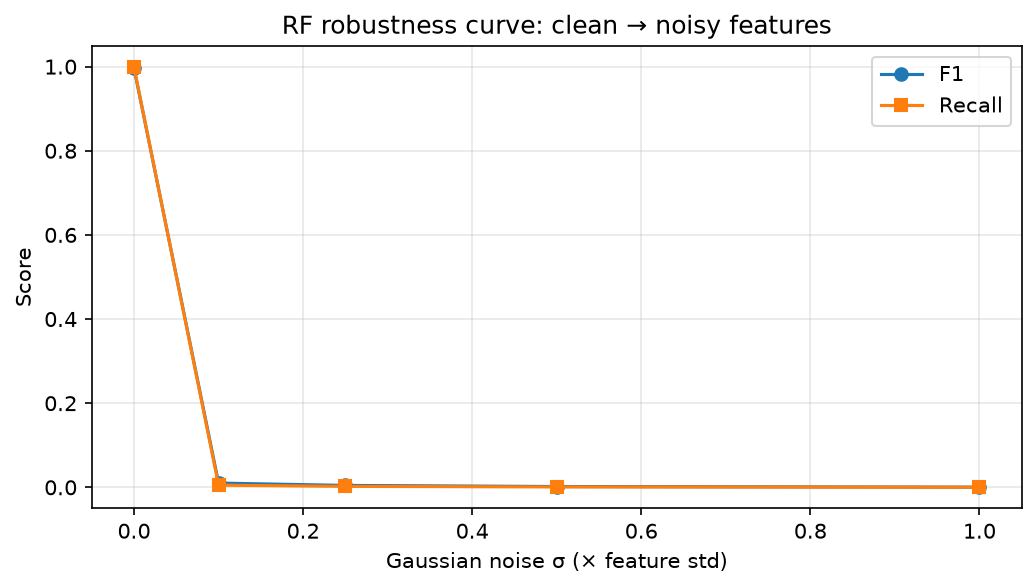 RF robustness curve: clean → noisy features
F1
Recall
Score
1.0
0.8
0.6
0.4
0.2
0.0
0.0 0.2 0.4 0.6 0.8 1.0
Gaussian noise σ (× feature std)